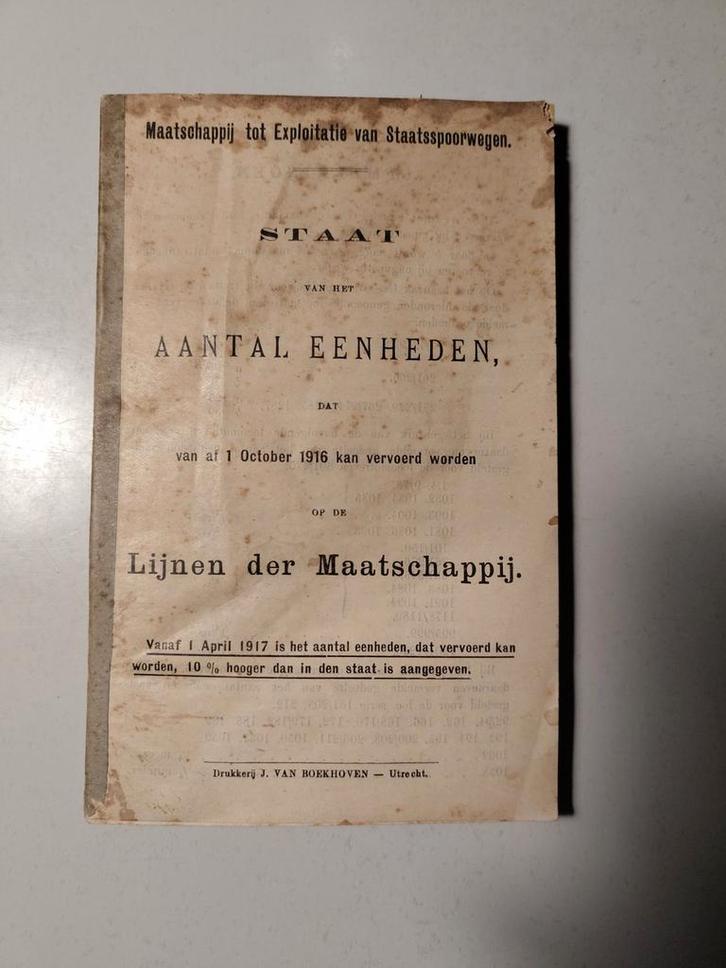 Maatschappij tot Exploitatie van Staatsspoorwegen.
STAAT
VAN HET
AANTAL EENHEDEN,
DAT
van af 1 October 1916 kan vervoerd worden
OP DE
Lijnen der Maatschappij.
Vanaf 1 April 1917 is het aantal eenheden, dat vervoerd kan
worden, 10 % hooger dan in den staat is aangegeven.
Drukkerij J. VAN BOEKHOVEN — Utrecht.